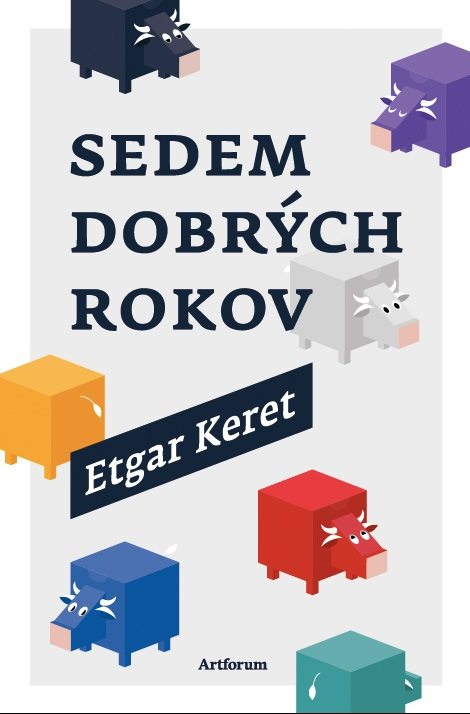 SEDEM
DOBRÝCH
ROKOV
Etgar Keret
Artforum